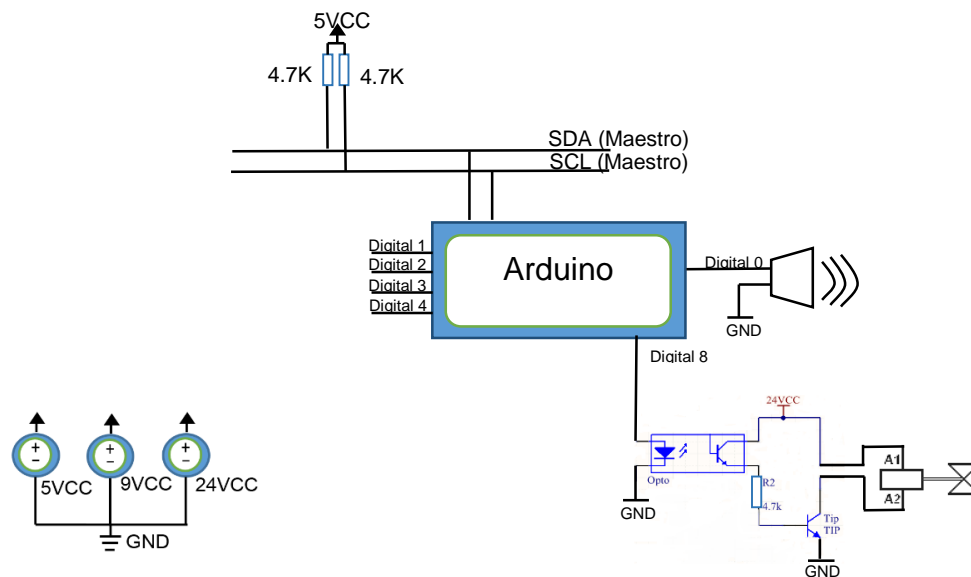 5VCC
4.7K
4.7K
SDA (Maestro)
SCL (Maestro)
Digital 1
Digital 2
Digital 3
Digital 4
Arduino
Digital 0
GND
Digital 8
24VCC
Opto
GND
R2
4.7k
Tip
TIP
GND
A1
A2
5VCC
9VCC
24VCC
GND